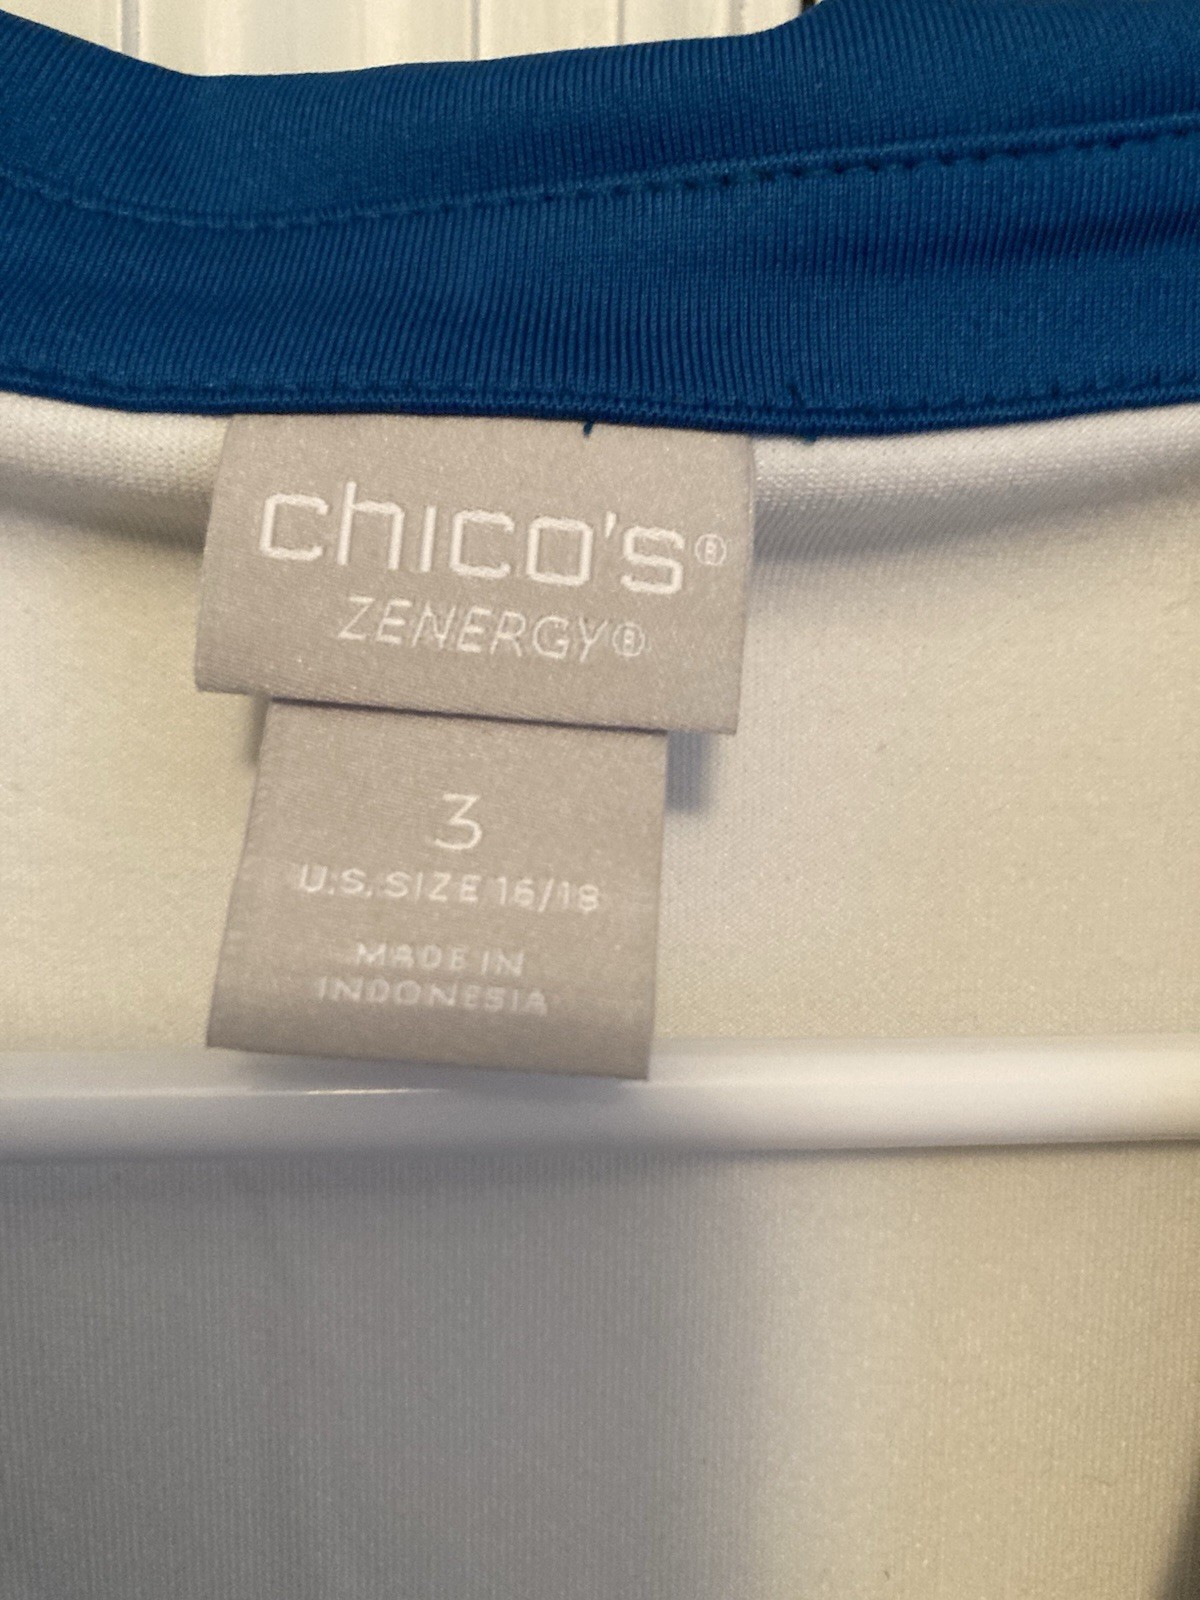 chico's®
ZENERGY®
3
U.S. SIZE 16/18
MADE IN
INDONESIA